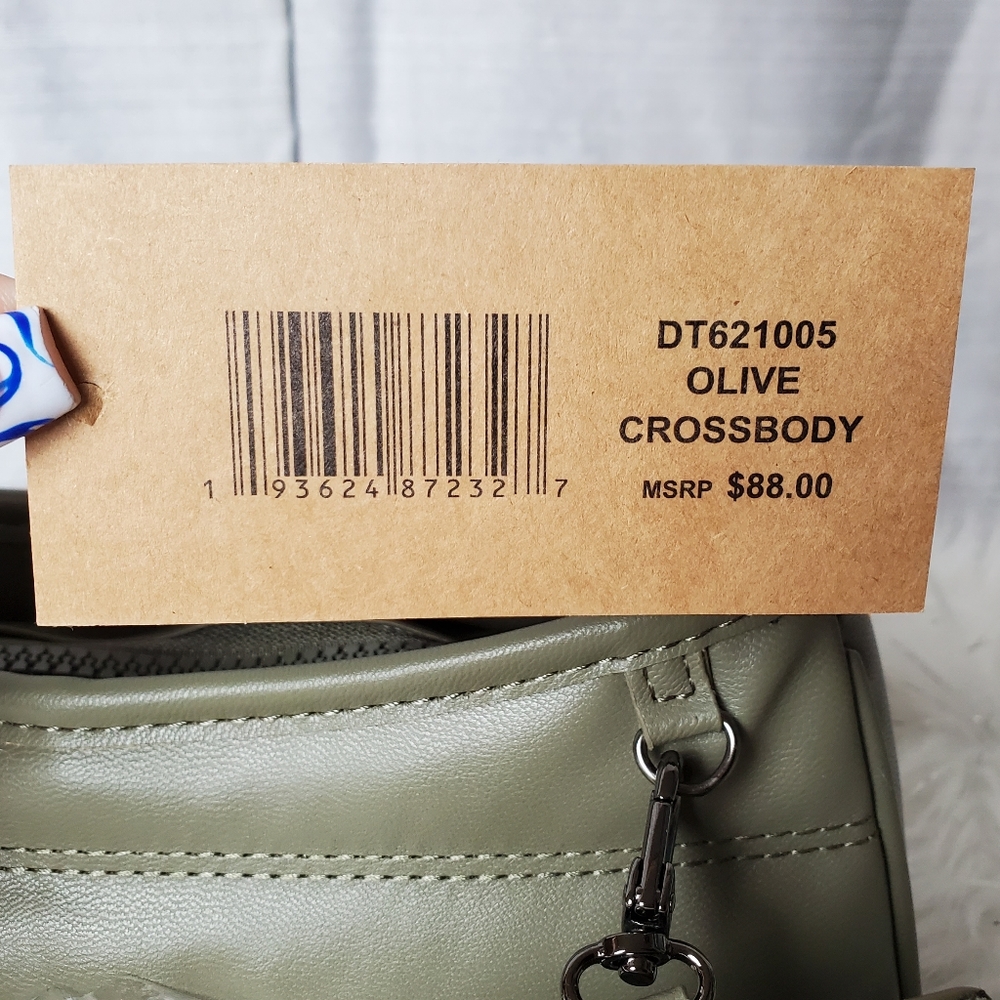 DT621005
OLIVE
CROSSBODY
MSRP $88.00
1 93624 87232 7